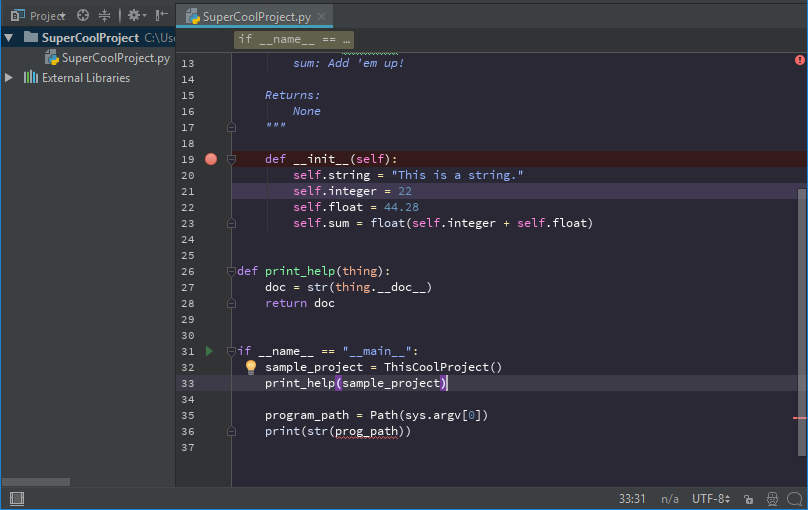 Project
SuperCoolProject.py
SuperCoolProject C:\Use
SuperCoolProject.py
External Libraries
if __name__ == ...
13 sum: Add 'em up!
14
15 Returns:
16 None
17 """
18
19 def __init__(self):
20 self.string = "This is a string."
21 self.integer = 22
22 self.float = 44.28
23 self.sum = float(self.integer + self.float)
24
25
26 def print_help(thing):
27 doc = str(thing.__doc__)
28 return doc
29
30
31 if __name__ == "__main__":
32 sample_project = ThisCoolProject()
33 print_help(sample_project)
34
35 program_path = Path(sys.argv[0])
36 print(str(prog_path))
37
33:31 n/a UTF-8